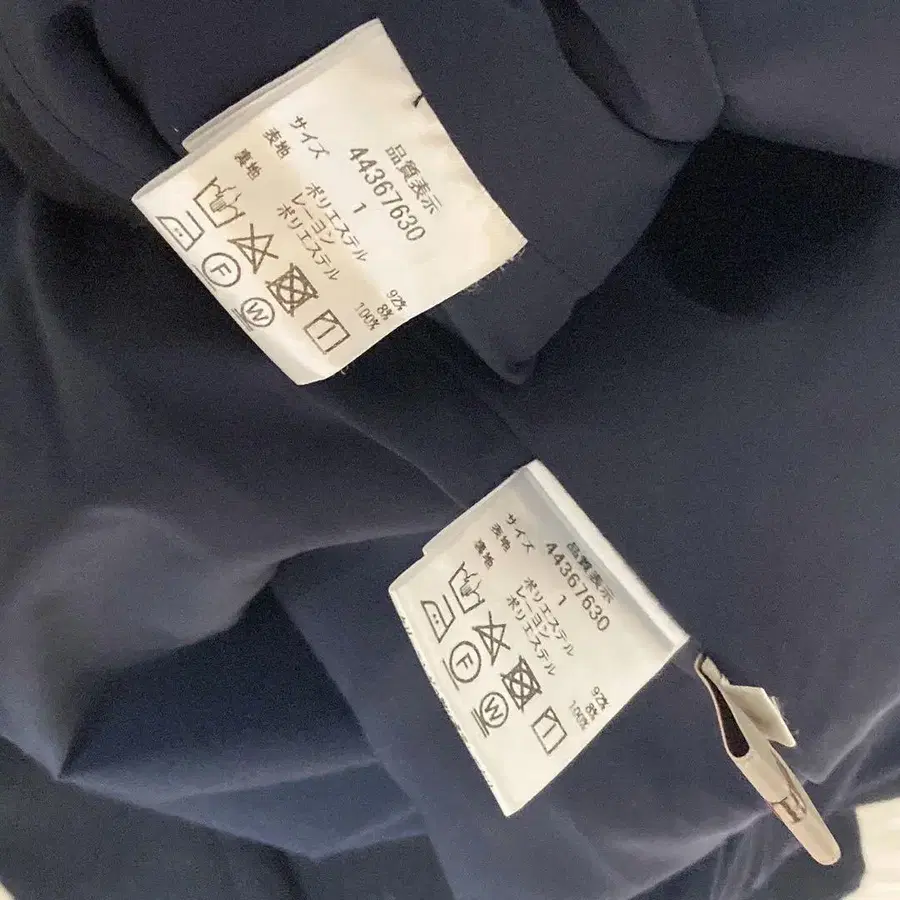 品質表示
44367630
サイズ 1
表地 ポリエステル 92%
レーヨン 8%
裏地 ポリエステル 100%
F
W
品質表示
44367630
サイズ 1
表地 ポリエステル 92%
レーヨン 8%
裏地 ポリエステル 100%
F
W